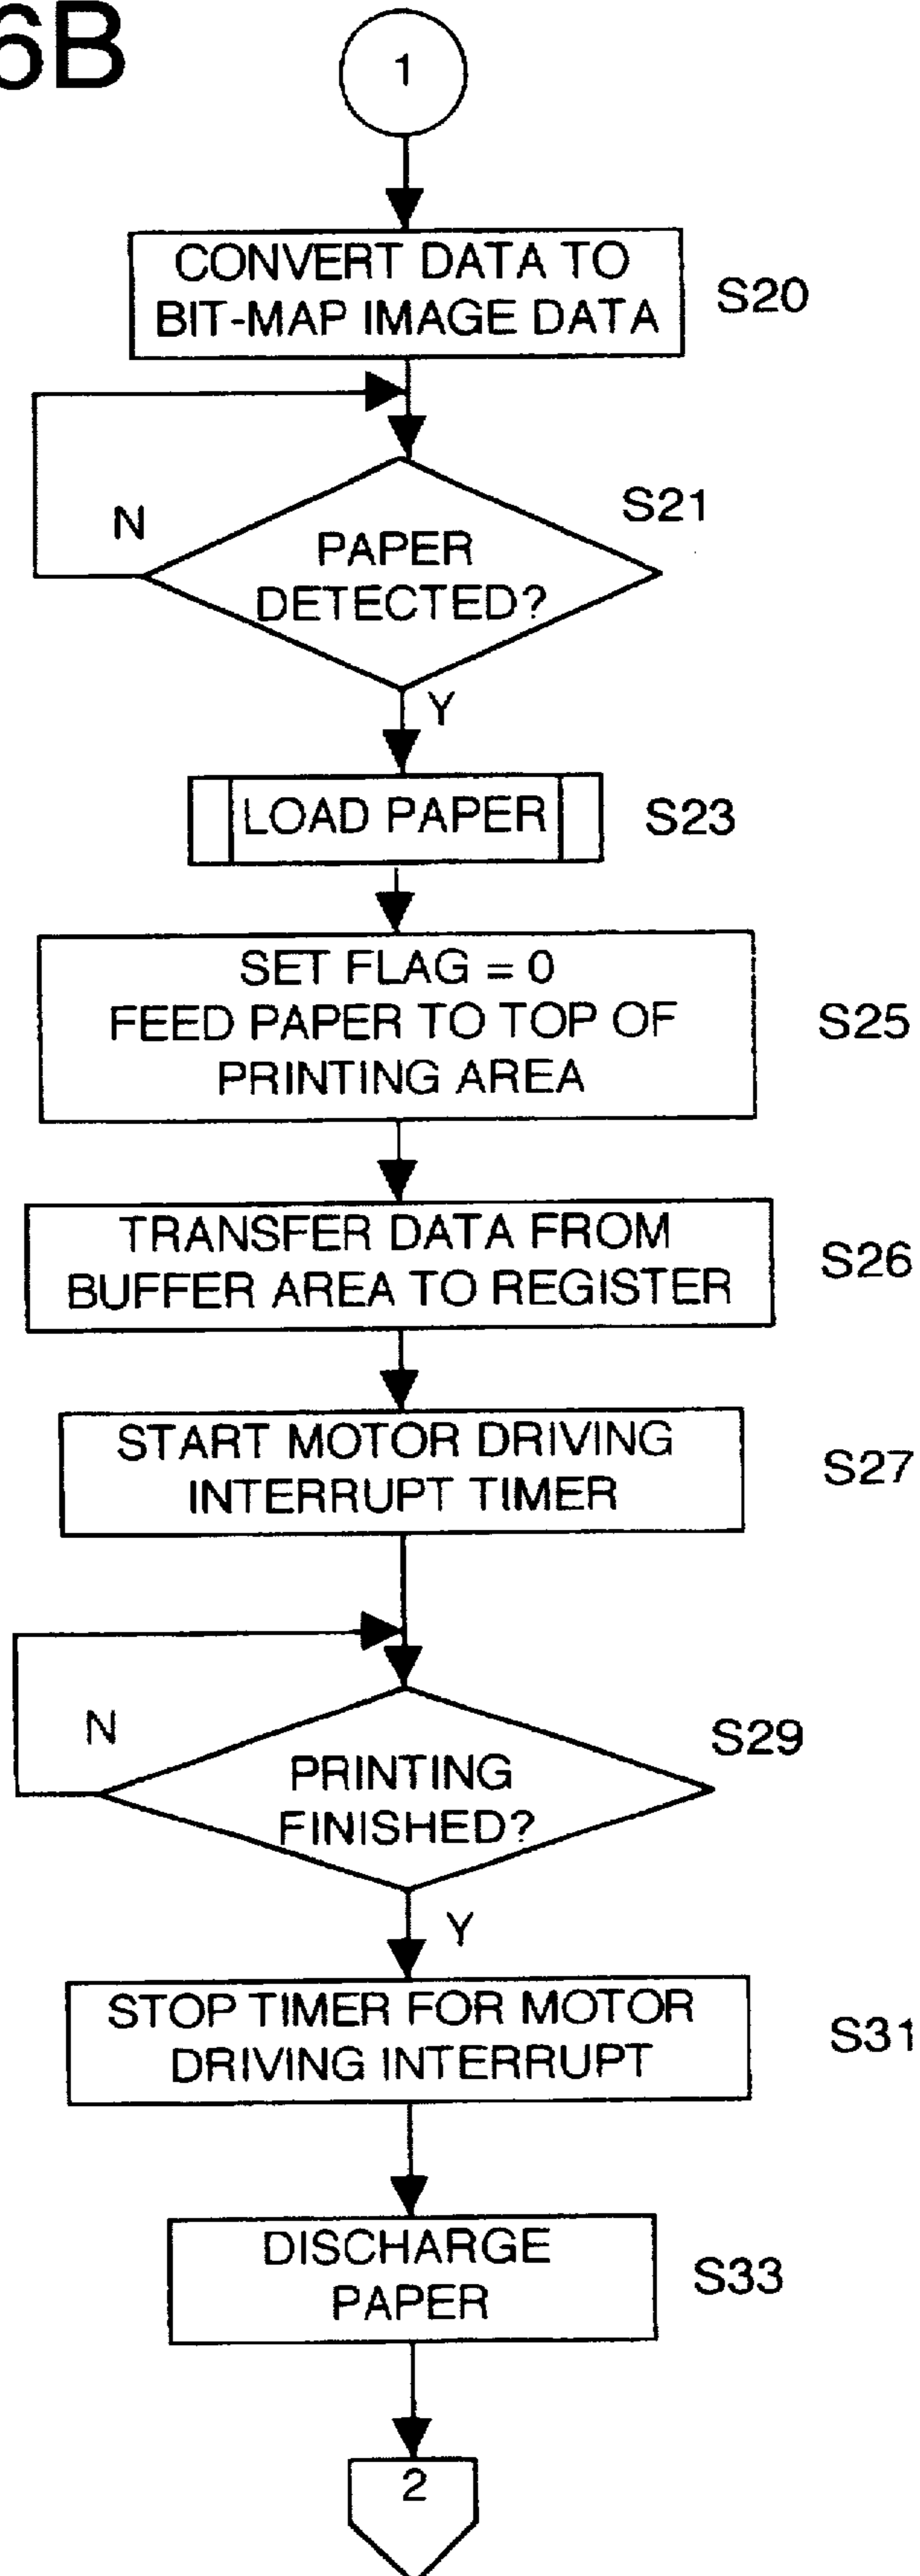 6B
1
CONVERT DATA TO
BIT-MAP IMAGE DATA
S20
N
S21
PAPER
DETECTED?
Y
LOAD PAPER
S23
SET FLAG = 0
FEED PAPER TO TOP OF
PRINTING AREA
S25
TRANSFER DATA FROM
BUFFER AREA TO REGISTER
S26
START MOTOR DRIVING
INTERRUPT TIMER
S27
N
S29
PRINTING
FINISHED?
Y
STOP TIMER FOR MOTOR
DRIVING INTERRUPT
S31
DISCHARGE
PAPER
S33
2